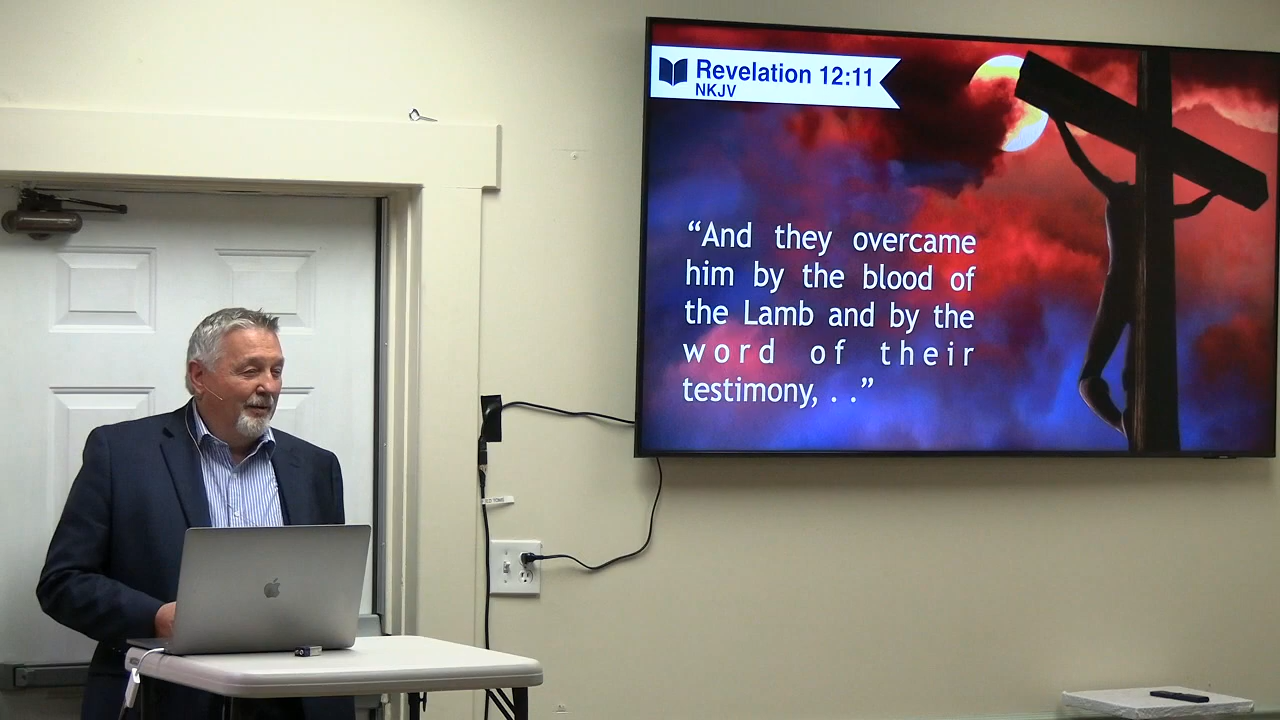 Revelation 12:11
NKJV
“And they overcame
him by the blood of
the Lamb and by the
word of their
testimony, . .”